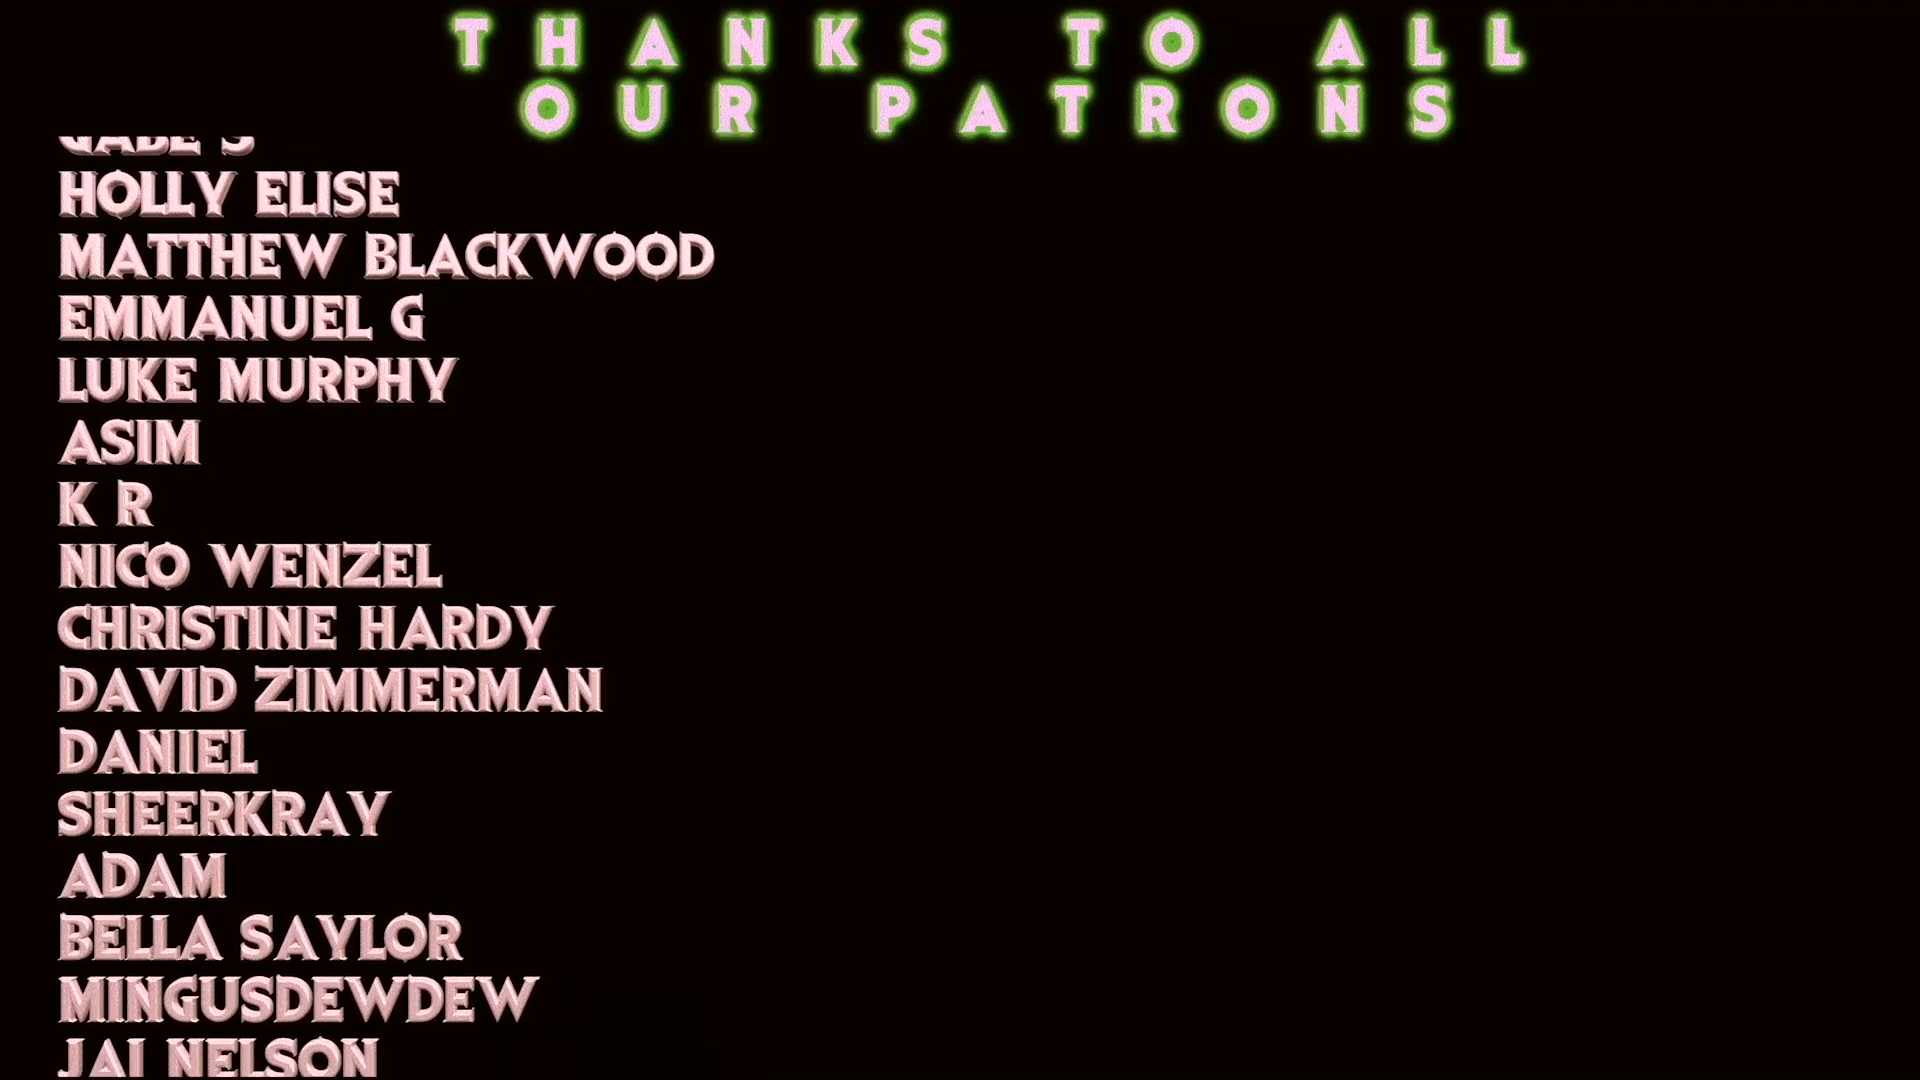 THANKS TO ALL
OUR PATRONS
GABE S
HOLLY ELISE
MATTHEW BLACKWOOD
EMMANUEL G
LUKE MURPHY
ASIM
K R
NICO WENZEL
CHRISTINE HARDY
DAVID ZIMMERMAN
DANIEL
SHEERKRAY
ADAM
BELLA SAYLOR
MINGUSDEWDEW
JAI NELSON